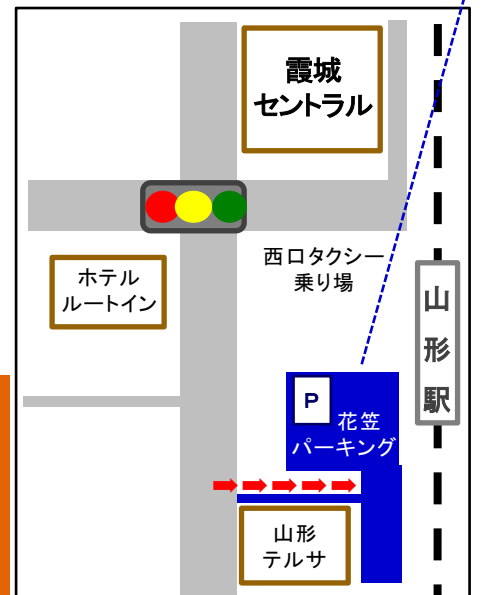 霞城
セントラル
西口タクシー
乗り場
ホテル
ルートイン
山形駅
P
花笠
パーキング
山形
テルサ